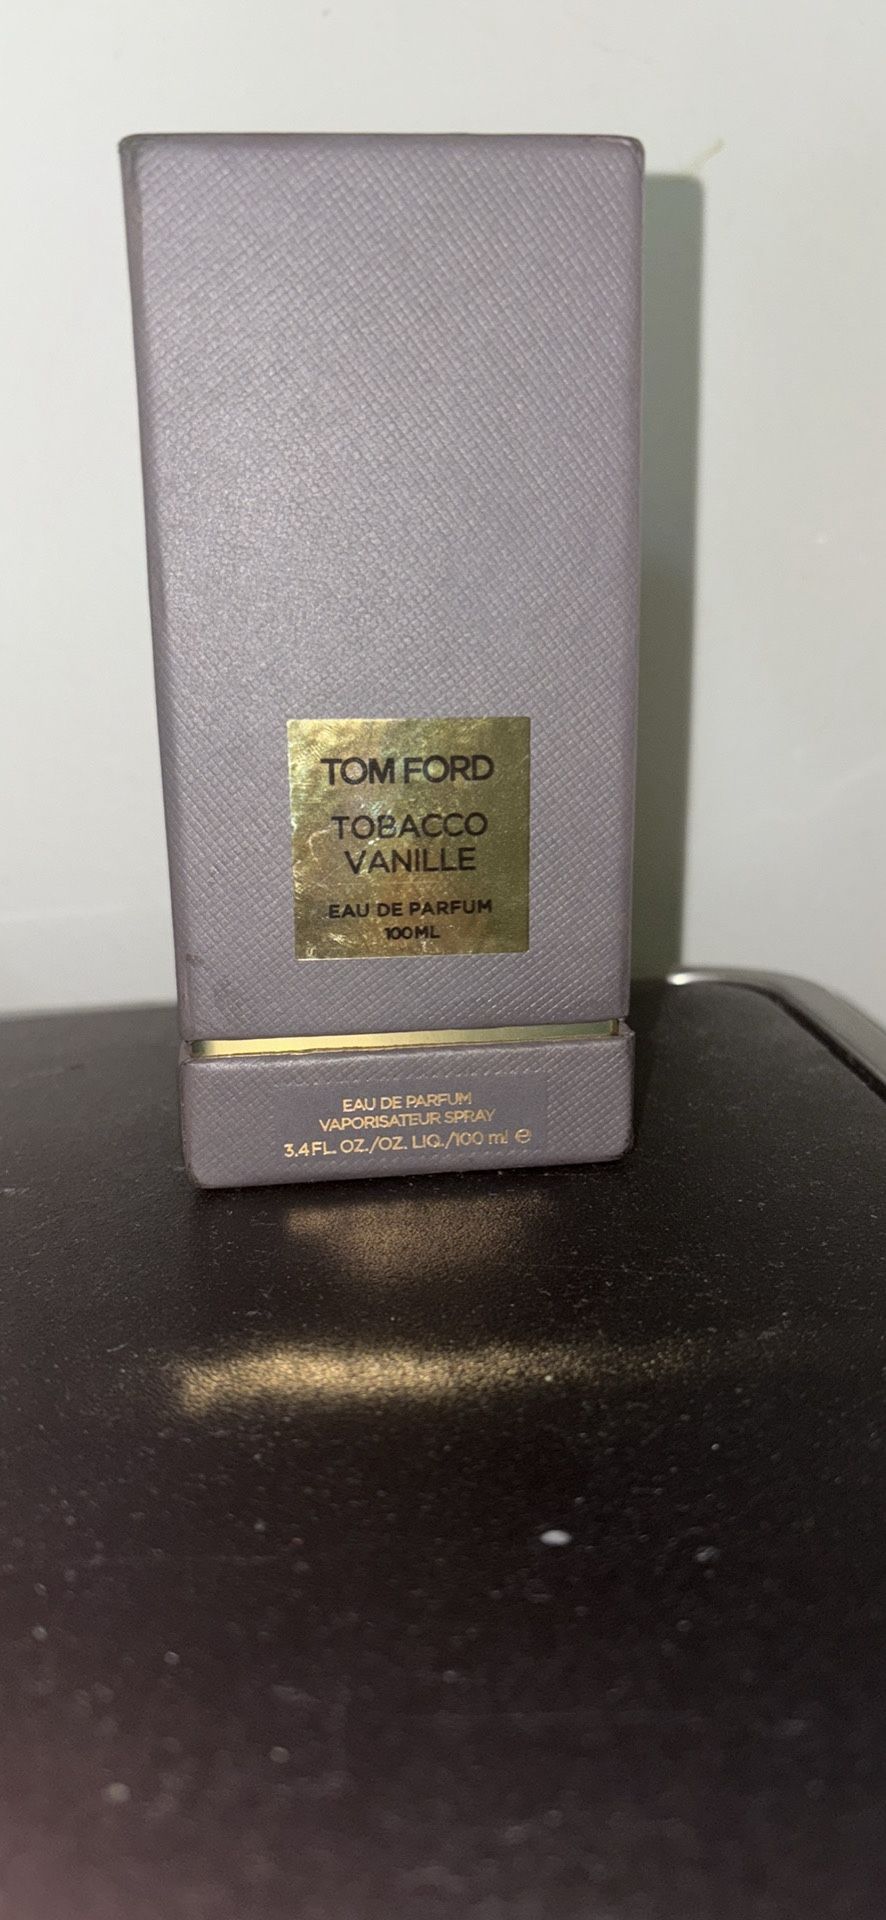 TOM FORD
TOBACCO
VANILLE
EAU DE PARFUM
100ML
EAU DE PARFUM
VAPORISATEUR SPRAY
3.4 FL. OZ./OZ. LIQ./100 ml ℮